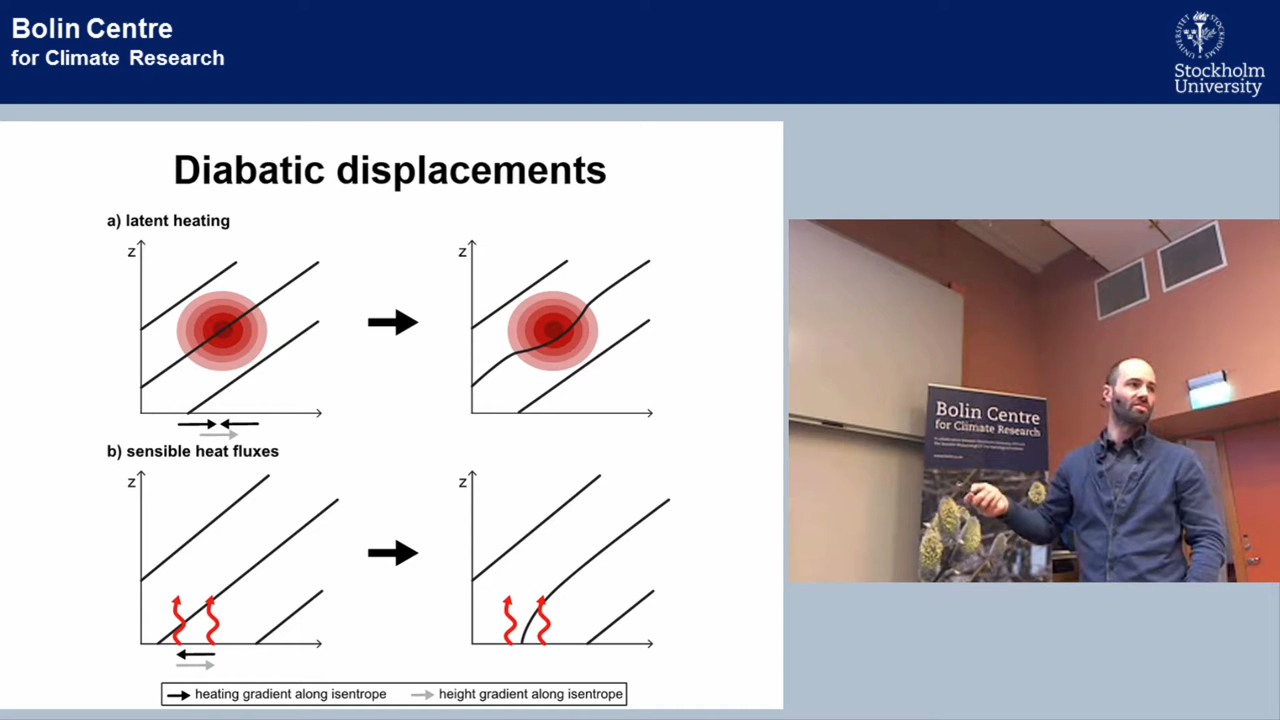 Bolin Centre
for Climate Research
Stockholm
University
Diabatic displacements
a) latent heating
z
z
b) sensible heat fluxes
z
z
heating gradient along isentrope
height gradient along isentrope
Bolin Centre
for Climate Research